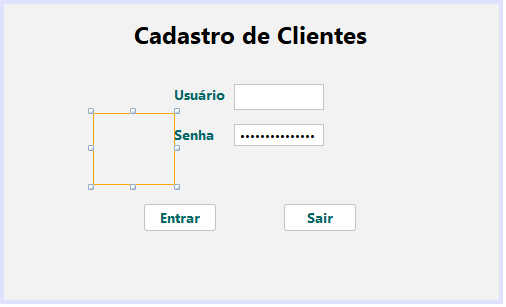 Cadastro de Clientes
Usuário
Senha •••••••••••••••
Entrar Sair